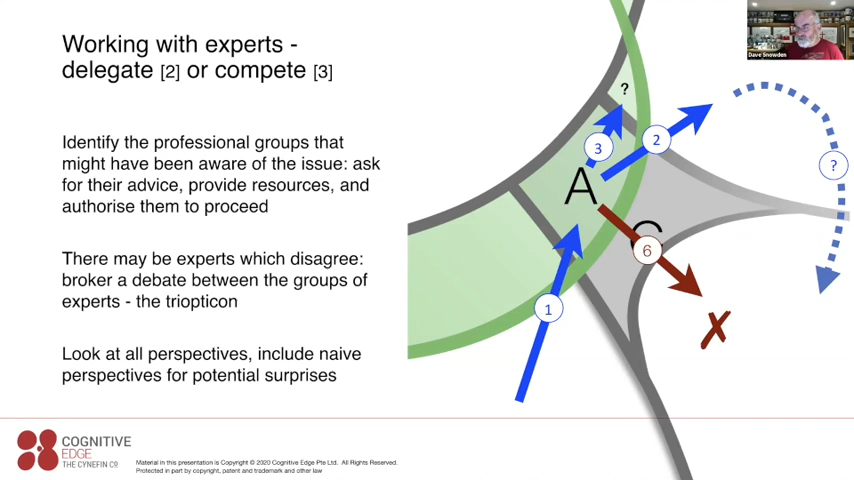 Working with experts -
delegate [2] or compete [3]
Identify the professional groups that
might have been aware of the issue: ask
for their advice, provide resources, and
authorise them to proceed
There may be experts which disagree:
broker a debate between the groups of
experts - the triopticon
Look at all perspectives, include naive
perspectives for potential surprises
?
3
2
?
A
C
6
1
X
Dave Snowden
COGNITIVE
EDGE
THE CYNEFIN CO
Material in this presentation is Copyright © 2020 Cognitive Edge Pte Ltd. All Rights Reserved.
Protected in part by copyright, patent and trademark and other law